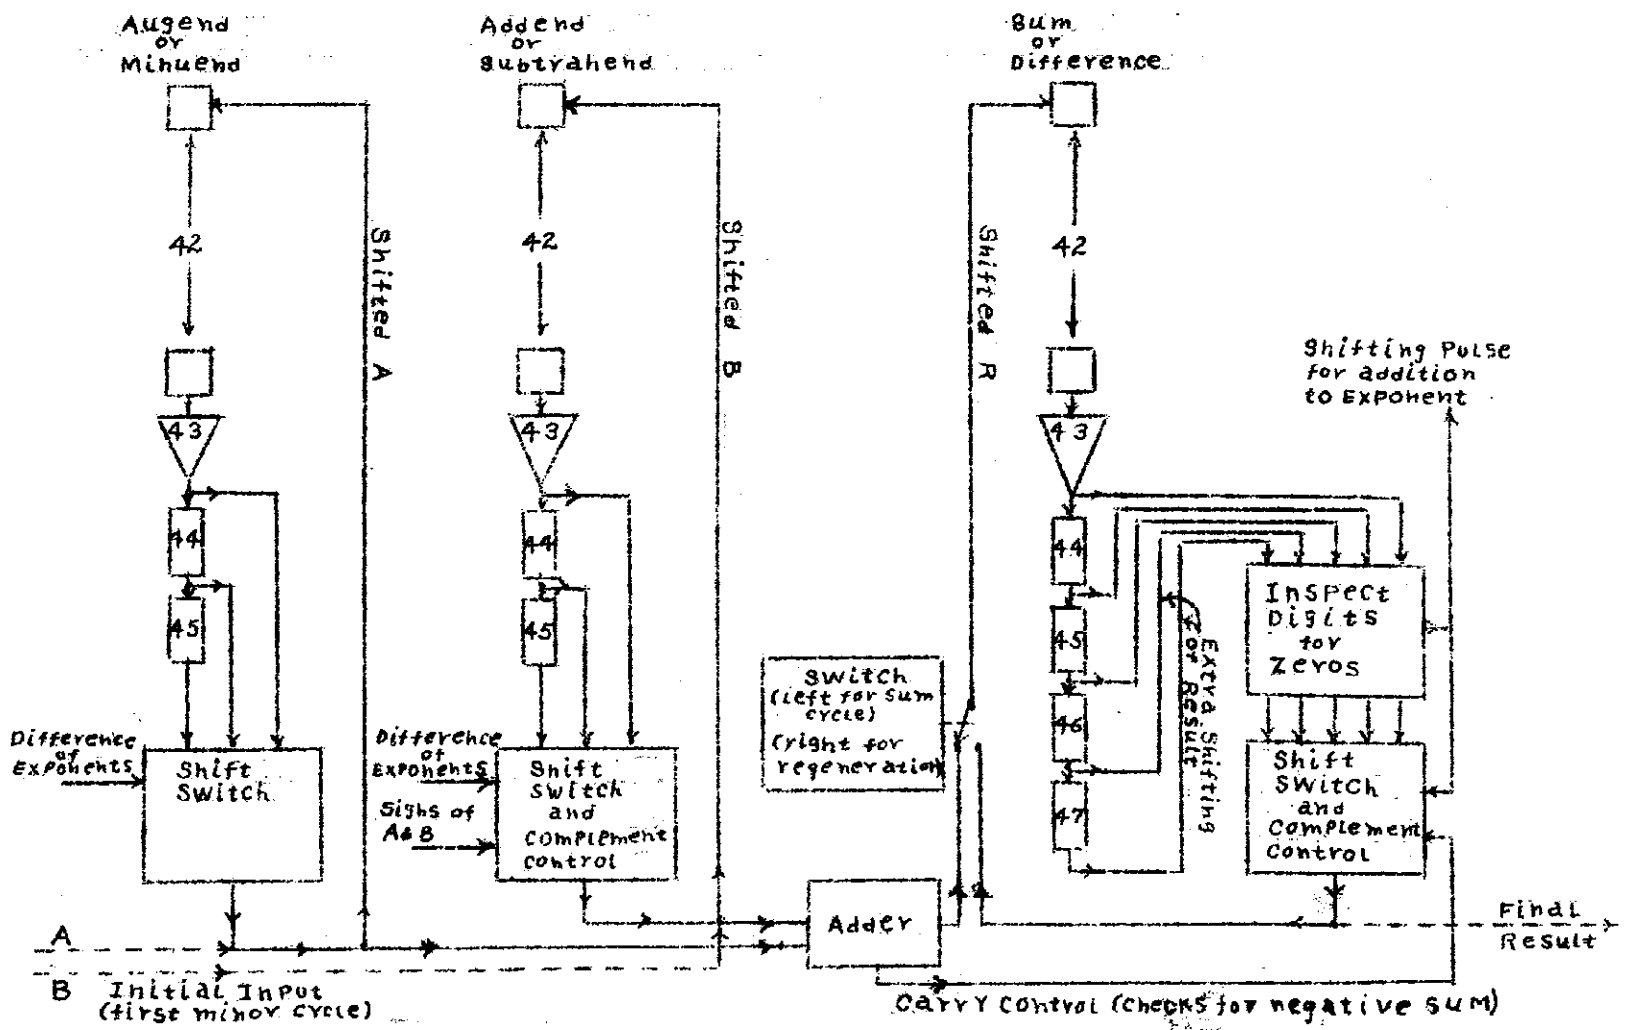 Augend
or
Minuend
Addend
or
Subtrahend
Sum
or
Difference
42
42
42
Shifted A
Shifted B
Shifted R
Shifting Pulse
for addition
to Exponent
43
43
43
44
44
44
45
45
45
46
47
Extra Shifting
For Result
Inspect
Digits
for
Zeros
Switch
(left for Sum
cycle)
(right for
regeneration)
Difference
of
Exponents
Shift
Switch
Difference
of
Exponents
Signs of
A&B
Shift
Switch
and
Complement
Control
Shift
Switch
and
Complement
Control
Adder
A
B
Initial Input
(first minor cycle)
Final
Result
Carry Control (Checks for negative sum)